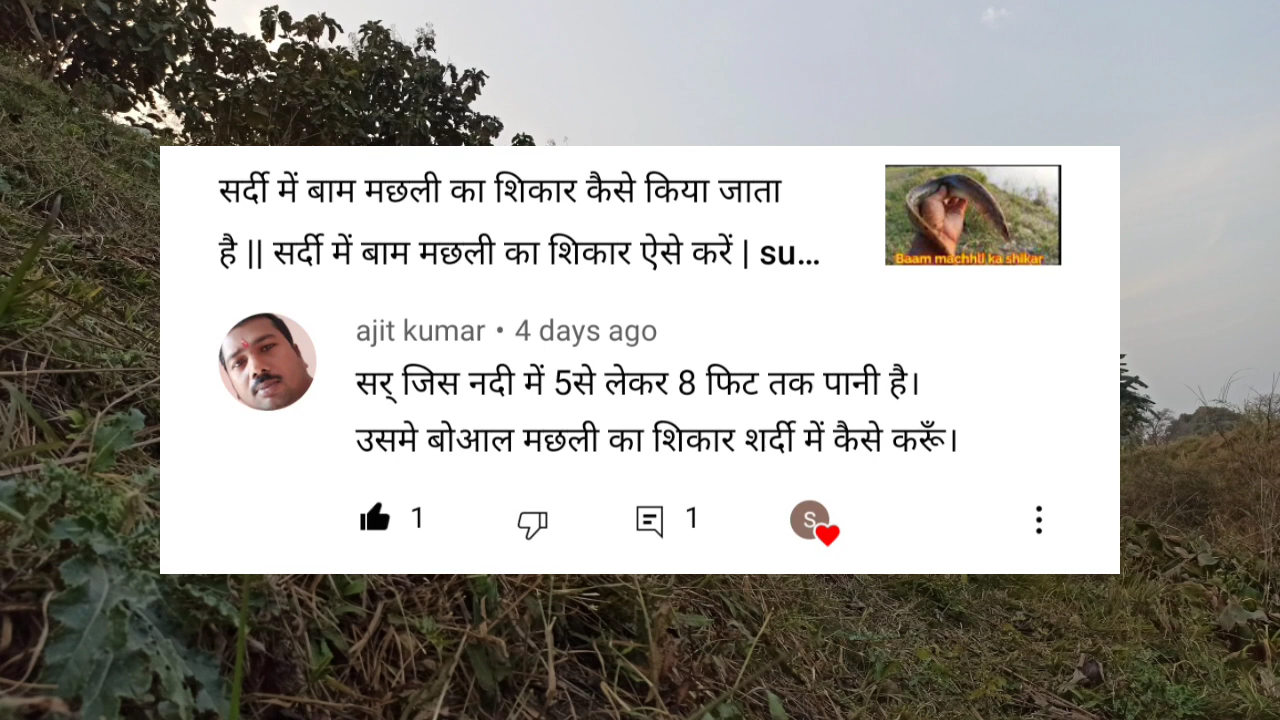 सर्दी में बाम मछली का शिकार कैसे किया जाता
है || सर्दी में बाम मछली का शिकार ऐसे करें | su...
Baam machhli ka shikar
ajit kumar • 4 days ago
सर् जिस नदी में 5से लेकर 8 फिट तक पानी है।
उसमे बोआल मछली का शिकार शर्दी में कैसे करूँ।
1 1 S